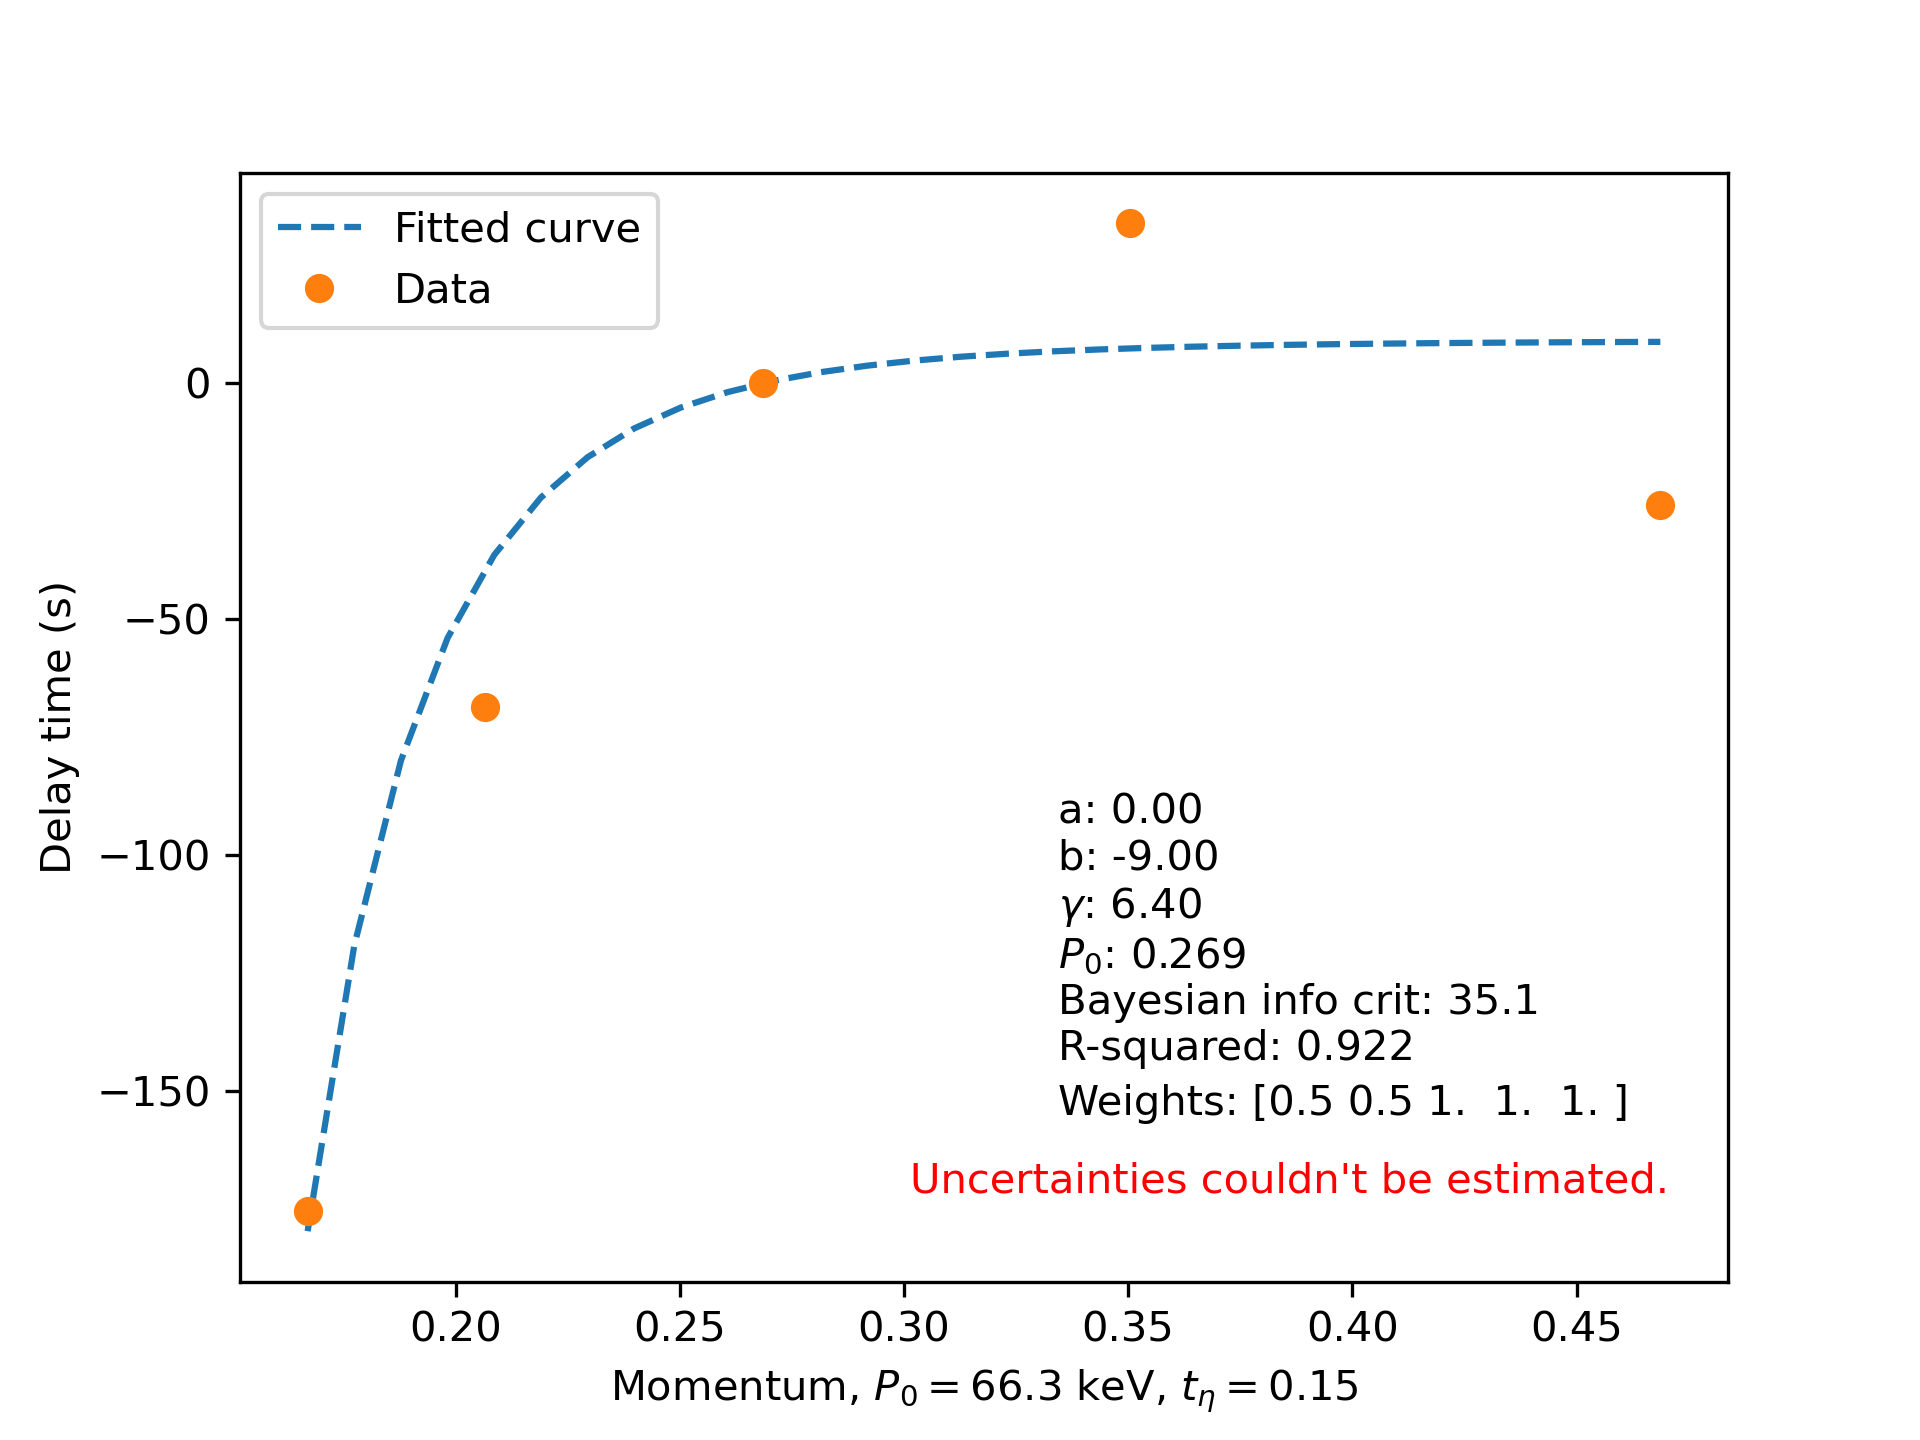 Fitted curve
Data
0
−50
−100
−150
Delay time (s)
a: 0.00
b: -9.00
γ: 6.40
P₀: 0.269
Bayesian info crit: 35.1
R-squared: 0.922
Weights: [0.5 0.5 1.  1.  1. ]
Uncertainties couldn't be estimated.
0.20 0.25 0.30 0.35 0.40 0.45
Momentum, P₀ = 66.3 keV, tη = 0.15